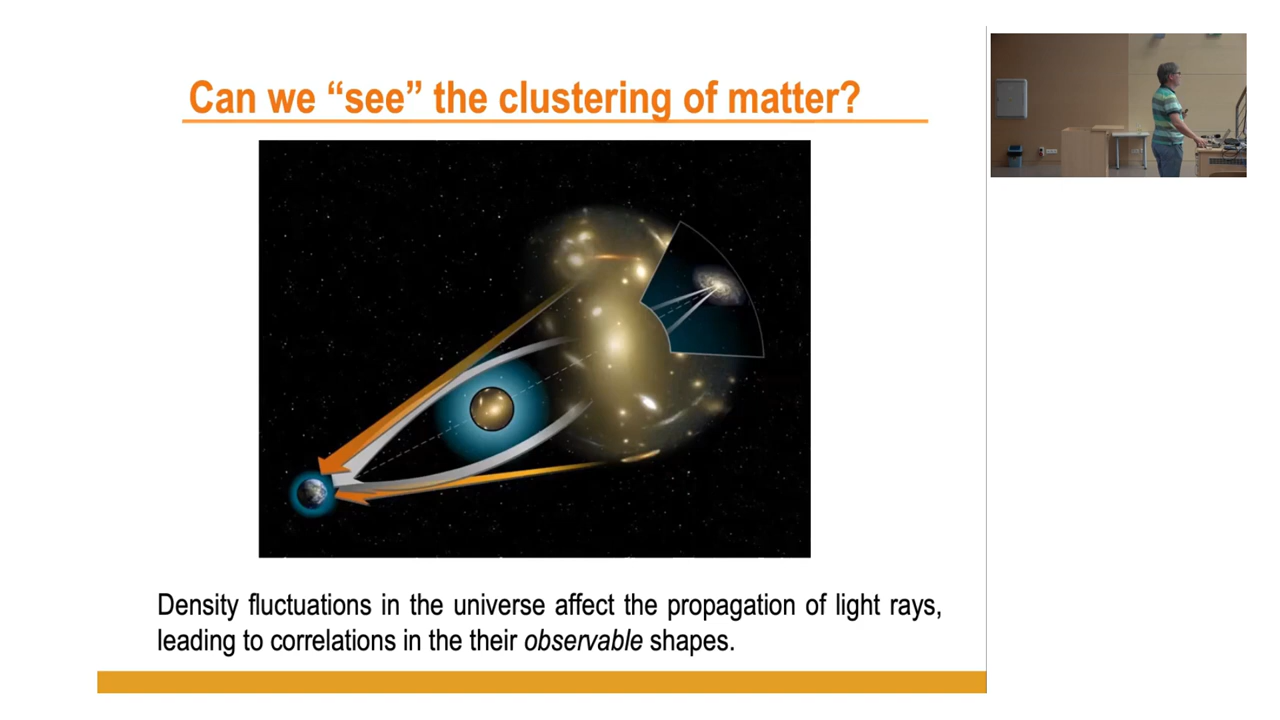 Can we “see” the clustering of matter?
Density fluctuations in the universe affect the propagation of light rays,
leading to correlations in the their observable shapes.